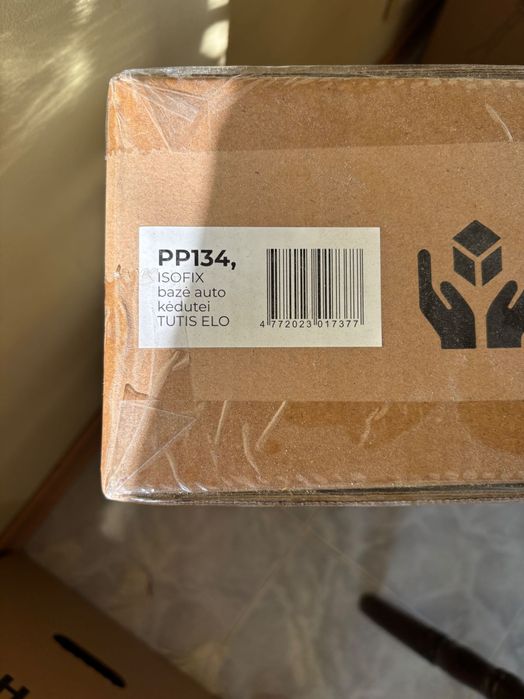 PP134,
ISOFIX
bazė auto
kėdutei
TUTIS ELO
4 772023 017377
H